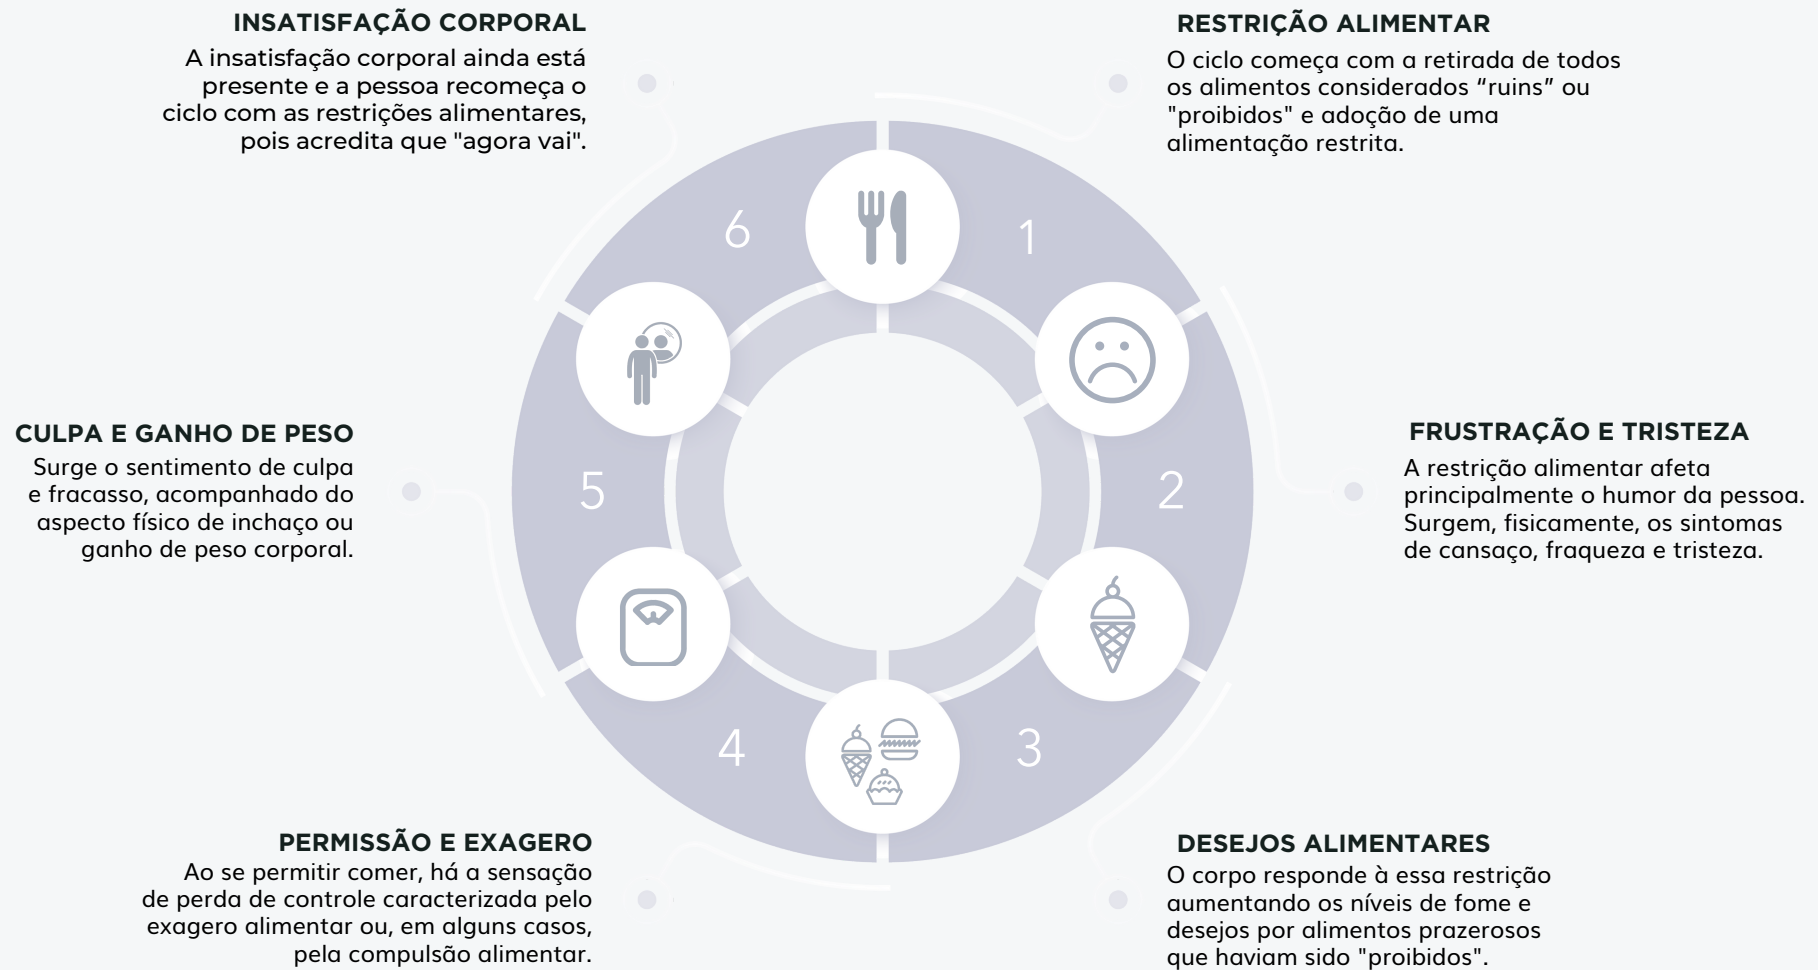 INSATISFAÇÃO CORPORAL
A insatisfação corporal ainda está
presente e a pessoa recomeça o
ciclo com as restrições alimentares,
pois acredita que "agora vai".
RESTRIÇÃO ALIMENTAR
O ciclo começa com a retirada de todos
os alimentos considerados “ruins” ou
"proibidos" e adoção de uma
alimentação restrita.
6
1
CULPA E GANHO DE PESO
Surge o sentimento de culpa
e fracasso, acompanhado do
aspecto físico de inchaço ou
ganho de peso corporal.
5
2
FRUSTRAÇÃO E TRISTEZA
A restrição alimentar afeta
principalmente o humor da pessoa.
Surgem, fisicamente, os sintomas
de cansaço, fraqueza e tristeza.
4
3
PERMISSÃO E EXAGERO
Ao se permitir comer, há a sensação
de perda de controle caracterizada pelo
exagero alimentar ou, em alguns casos,
pela compulsão alimentar.
DESEJOS ALIMENTARES
O corpo responde à essa restrição
aumentando os níveis de fome e
desejos por alimentos prazerosos
que haviam sido "proibidos".